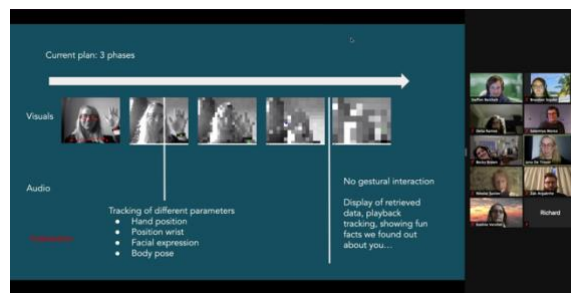 Current plan: 3 phases
Visuals
Audio
Tracking of different parameters
● Hand position
● Position wrist
● Facial expression
● Body pose
No gestural interaction
Display of retrieved
data, playback
tracking, showing fun
facts we found out
about you...
Richard